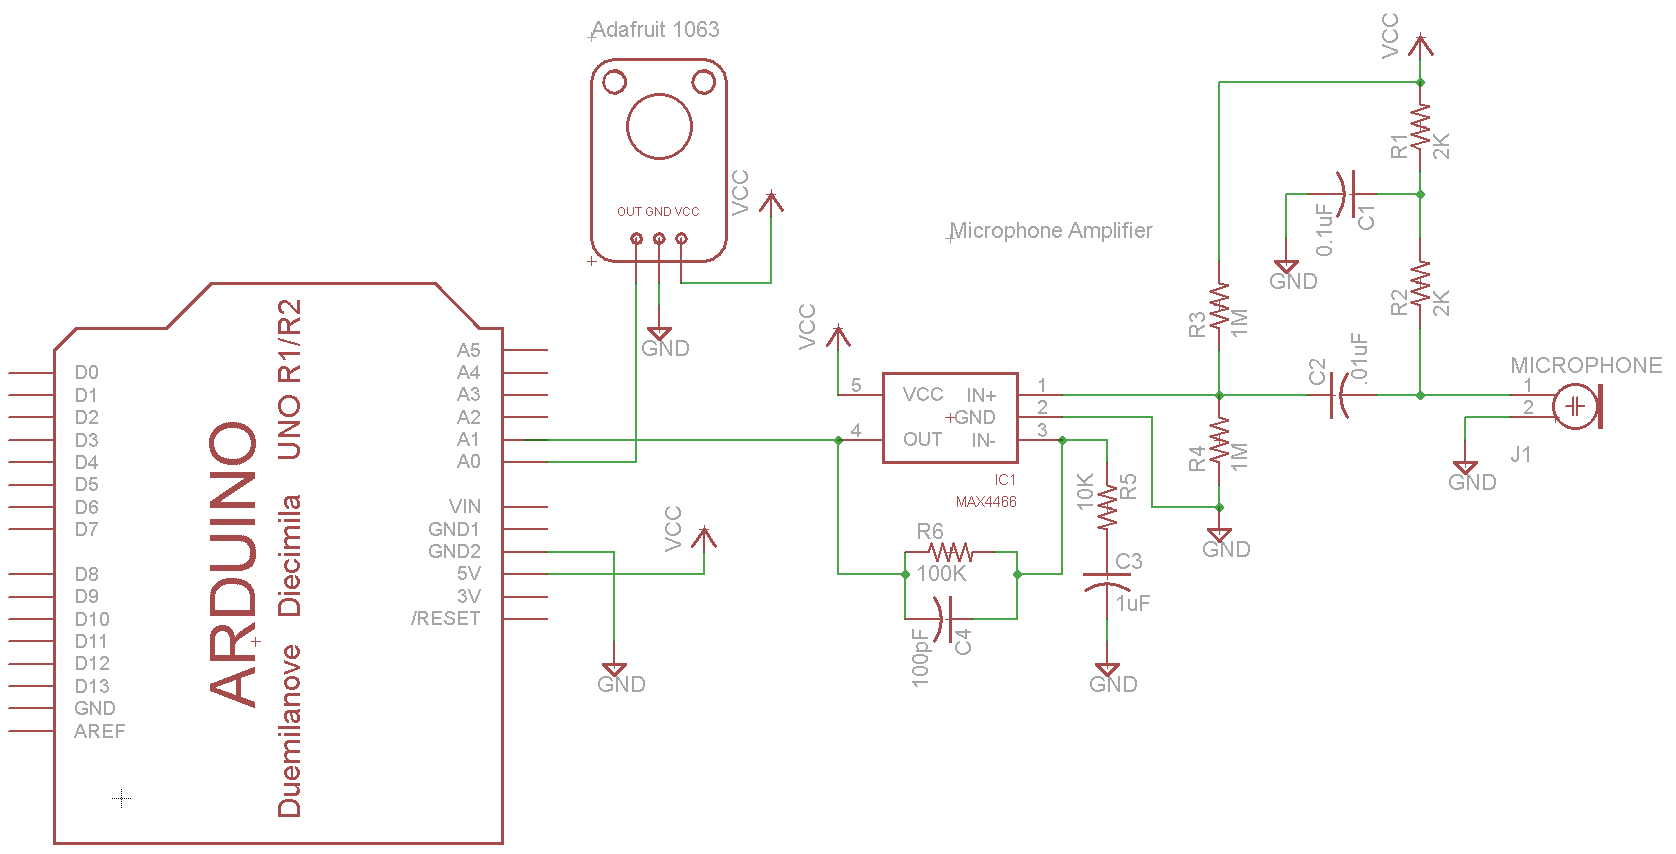 Adafruit 1063
OUT GND VCC
VCC
GND
Microphone Amplifier
VCC
R1
2K
0.1uF
C1
GND
R2
2K
R3
1M
C2
.01uF
MICROPHONE
1
2
J1
GND
R4
1M
GND
VCC
5
VCC
IN+
1
GND
2
4
OUT
IN-
3
IC1
MAX4466
10K
R5
R6
100K
C3
1uF
100pF
C4
GND
ARDUINO
Duemilanove Diecimila UNO R1/R2
D0
D1
D2
D3
D4
D5
D6
D7
D8
D9
D10
D11
D12
D13
GND
AREF
A5
A4
A3
A2
A1
A0
VIN
GND1
GND2
5V
3V
/RESET
VCC
GND